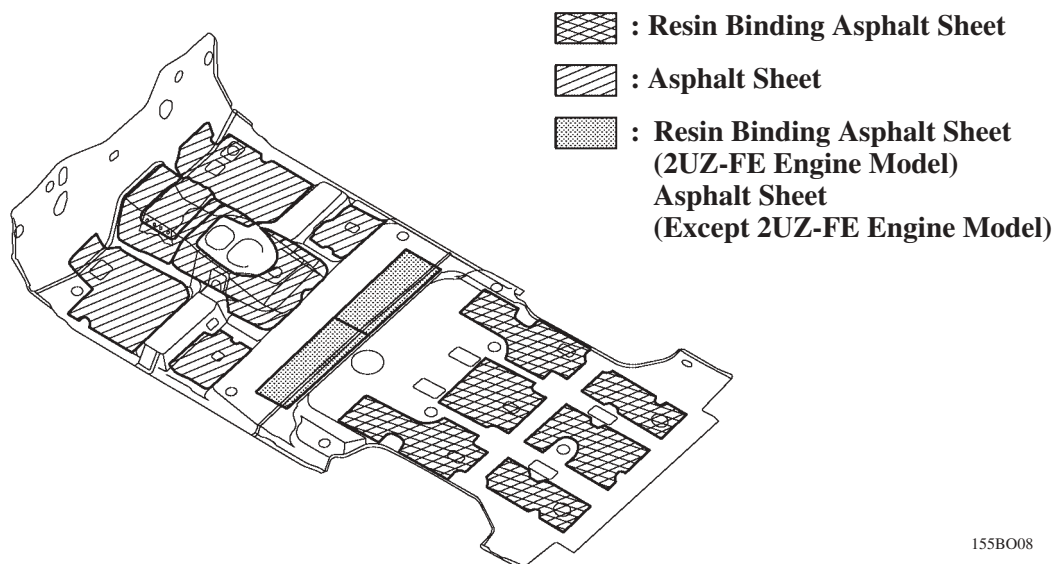 : Resin Binding Asphalt Sheet
: Asphalt Sheet
: Resin Binding Asphalt Sheet
(2UZ-FE Engine Model)
Asphalt Sheet
(Except 2UZ-FE Engine Model)
155BO08